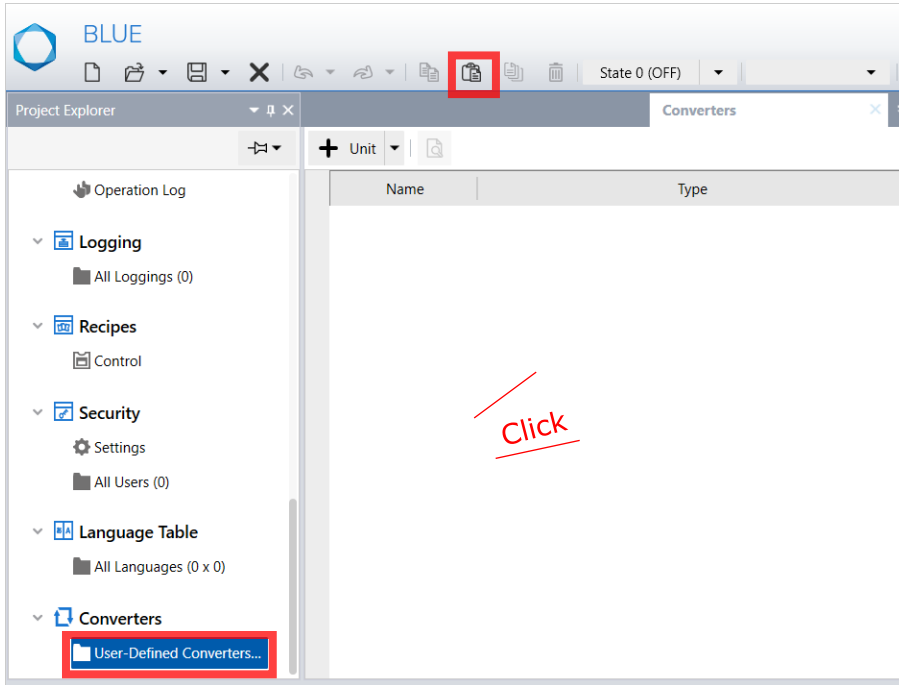 BLUE
State 0 (OFF)
Project Explorer
Converters
Unit
Name Type
Operation Log
Logging
All Loggings (0)
Recipes
Control
Security
Settings
All Users (0)
Language Table
All Languages (0 x 0)
Converters
User-Defined Converters...
Click